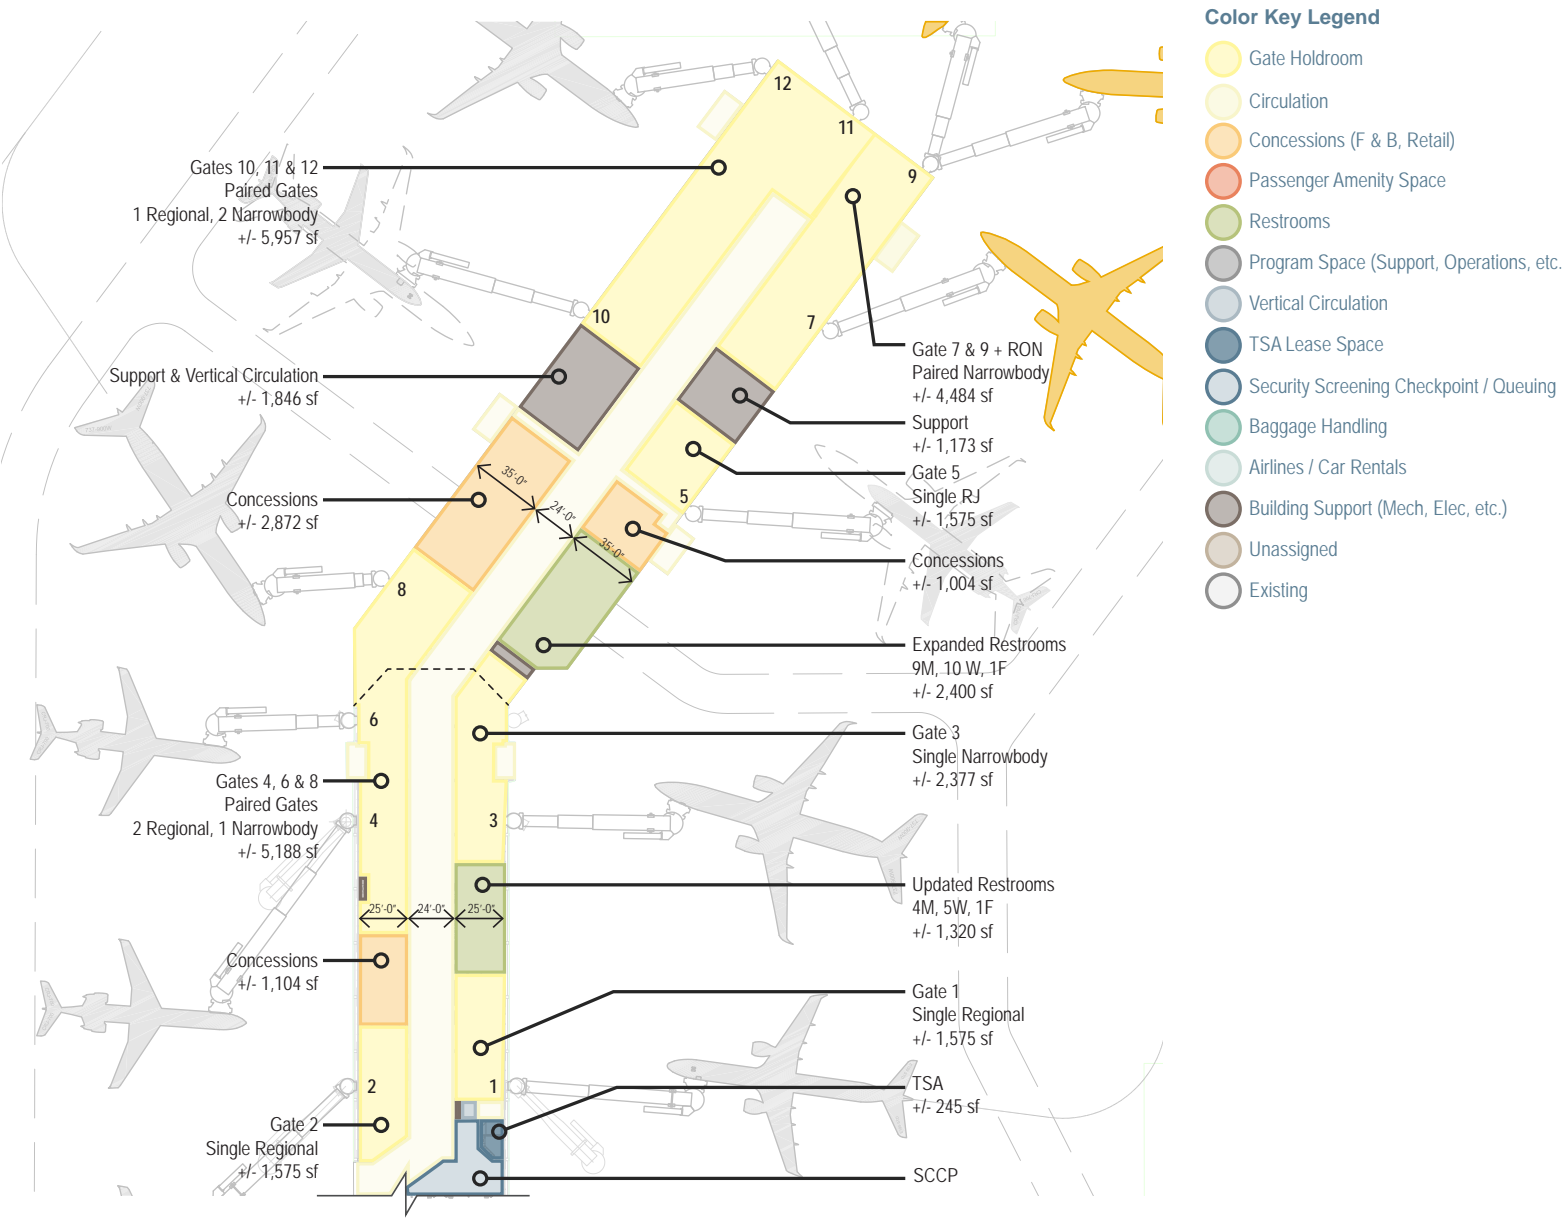 Color Key Legend
Gate Holdroom
Circulation
Concessions (F & B, Retail)
Passenger Amenity Space
Restrooms
Program Space (Support, Operations, etc.
Vertical Circulation
TSA Lease Space
Security Screening Checkpoint / Queuing
Baggage Handling
Airlines / Car Rentals
Building Support (Mech, Elec, etc.)
Unassigned
Existing
12
11
9
10
7
5
8
6
4
3
2
1
Gates 10, 11 & 12
Paired Gates
1 Regional, 2 Narrowbody
+/- 5,957 sf
Support & Vertical Circulation
+/- 1,846 sf
Concessions
+/- 2,872 sf
Gates 4, 6 & 8
Paired Gates
2 Regional, 1 Narrowbody
+/- 5,188 sf
Concessions
+/- 1,104 sf
Gate 2
Single Regional
+/- 1,575 sf
35'-0"
24'-0"
35'-0"
25'-0"
24'-0"
25'-0"
Gate 7 & 9 + RON
Paired Narrowbody
+/- 4,484 sf
Support
+/- 1,173 sf
Gate 5
Single RJ
+/- 1,575 sf
Concessions
+/- 1,004 sf
Expanded Restrooms
9M, 10 W, 1F
+/- 2,400 sf
Gate 3
Single Narrowbody
+/- 2,377 sf
Updated Restrooms
4M, 5W, 1F
+/- 1,320 sf
Gate 1
Single Regional
+/- 1,575 sf
TSA
+/- 245 sf
SCCP